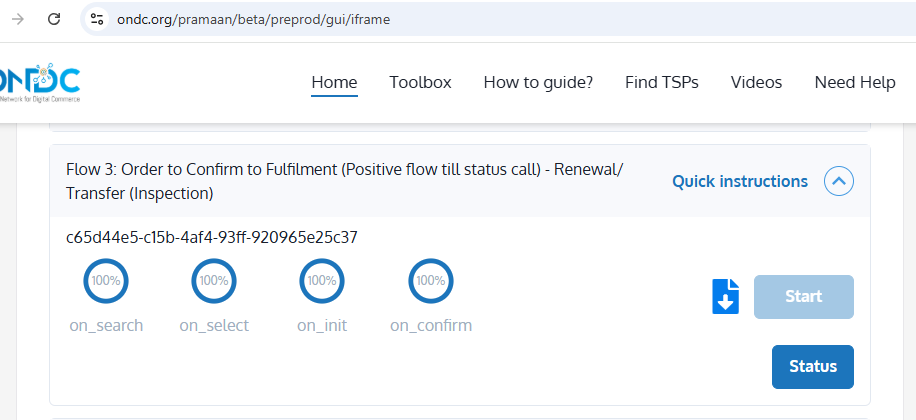 ondc.org/pramaan/beta/preprod/gui/iframe
ONDC
Network for Digital Commerce
Home Toolbox How to guide? Find TSPs Videos Need Help
Flow 3: Order to Confirm to Fulfilment (Positive flow till status call) - Renewal/
Transfer (Inspection)
Quick instructions
c65d44e5-c15b-4af4-93ff-920965e25c37
100% 100% 100% 100%
on_search on_select on_init on_confirm
Start
Status